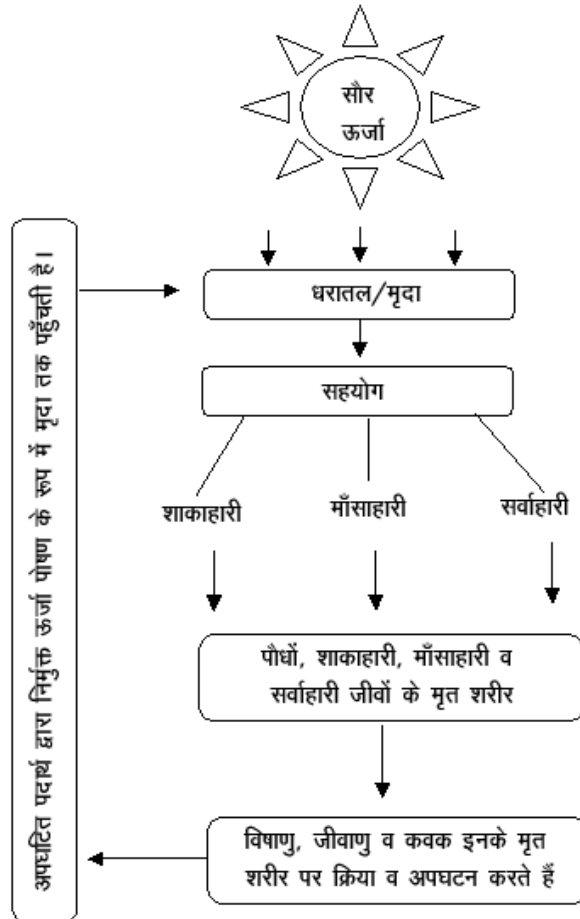 सौर
ऊर्जा
धरातल/मृदा
सहयोग
शाकाहारी
माँसाहारी
सर्वाहारी
पौधों, शाकाहारी, माँसाहारी व
सर्वाहारी जीवों के मृत शरीर
विषाणु, जीवाणु व कवक इनके मृत
शरीर पर क्रिया व अपघटन करते हैं
अपघटित पदार्थ द्वारा निर्मुक्त ऊर्जा पोषण के रूप में मृदा तक पहुँचती है।